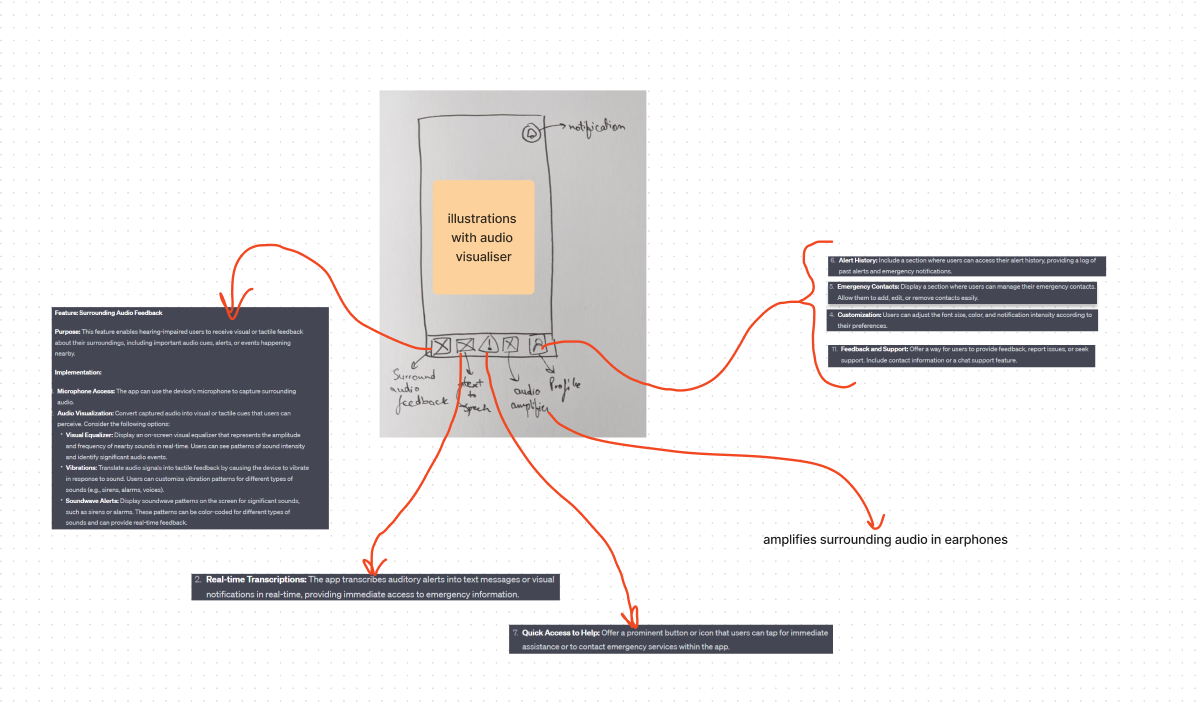 notification
illustrations
with audio
visualiser
Surround
audio
feedback
text
to
speech
audio
amplifier
Profile
Feature: Surrounding Audio Feedback
Purpose: This feature enables hearing-impaired users to receive visual or tactile feedback
about their surroundings, including important audio cues, alerts, or events happening
nearby.
Implementation:
Microphone Access: The app can use the device's microphone to capture surrounding
audio.
Audio Visualization: Convert captured audio into visual or tactile cues that users can
perceive. Consider the following options:
• Visual Equalizer: Display an on-screen visual equalizer that represents the amplitude
and frequency of nearby sounds in real-time. Users can see patterns of sound intensity
and identify significant audio events.
• Vibrations: Translate audio signals into tactile feedback by causing the device to vibrate
in response to sound. Users can customize vibration patterns for different types of
sounds (e.g., sirens, alarms, voices).
• Soundwave Alerts: Display soundwave patterns on the screen for significant sounds,
such as sirens or alarms. These patterns can be color-coded for different types of
sounds and can provide real-time feedback.
6. Alert History: Include a section where users can access their alert history, providing a log of
past alerts and emergency notifications.
5. Emergency Contacts: Display a section where users can manage their emergency contacts.
Allow them to add, edit, or remove contacts easily.
4. Customization: Users can adjust the font size, color, and notification intensity according to
their preferences.
11. Feedback and Support: Offer a way for users to provide feedback, report issues, or seek
support. Include contact information or a chat support feature.
amplifies surrounding audio in earphones
2. Real-time Transcriptions: The app transcribes auditory alerts into text messages or visual
notifications in real-time, providing immediate access to emergency information.
7. Quick Access to Help: Offer a prominent button or icon that users can tap for immediate
assistance or to contact emergency services within the app.